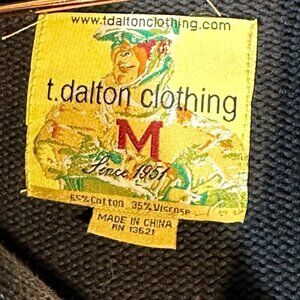 www.tdaltonclothing.com
t.dalton clothing
M
Since 1951
65% Cotton 35% Viscose
MADE IN CHINA
RN 13621